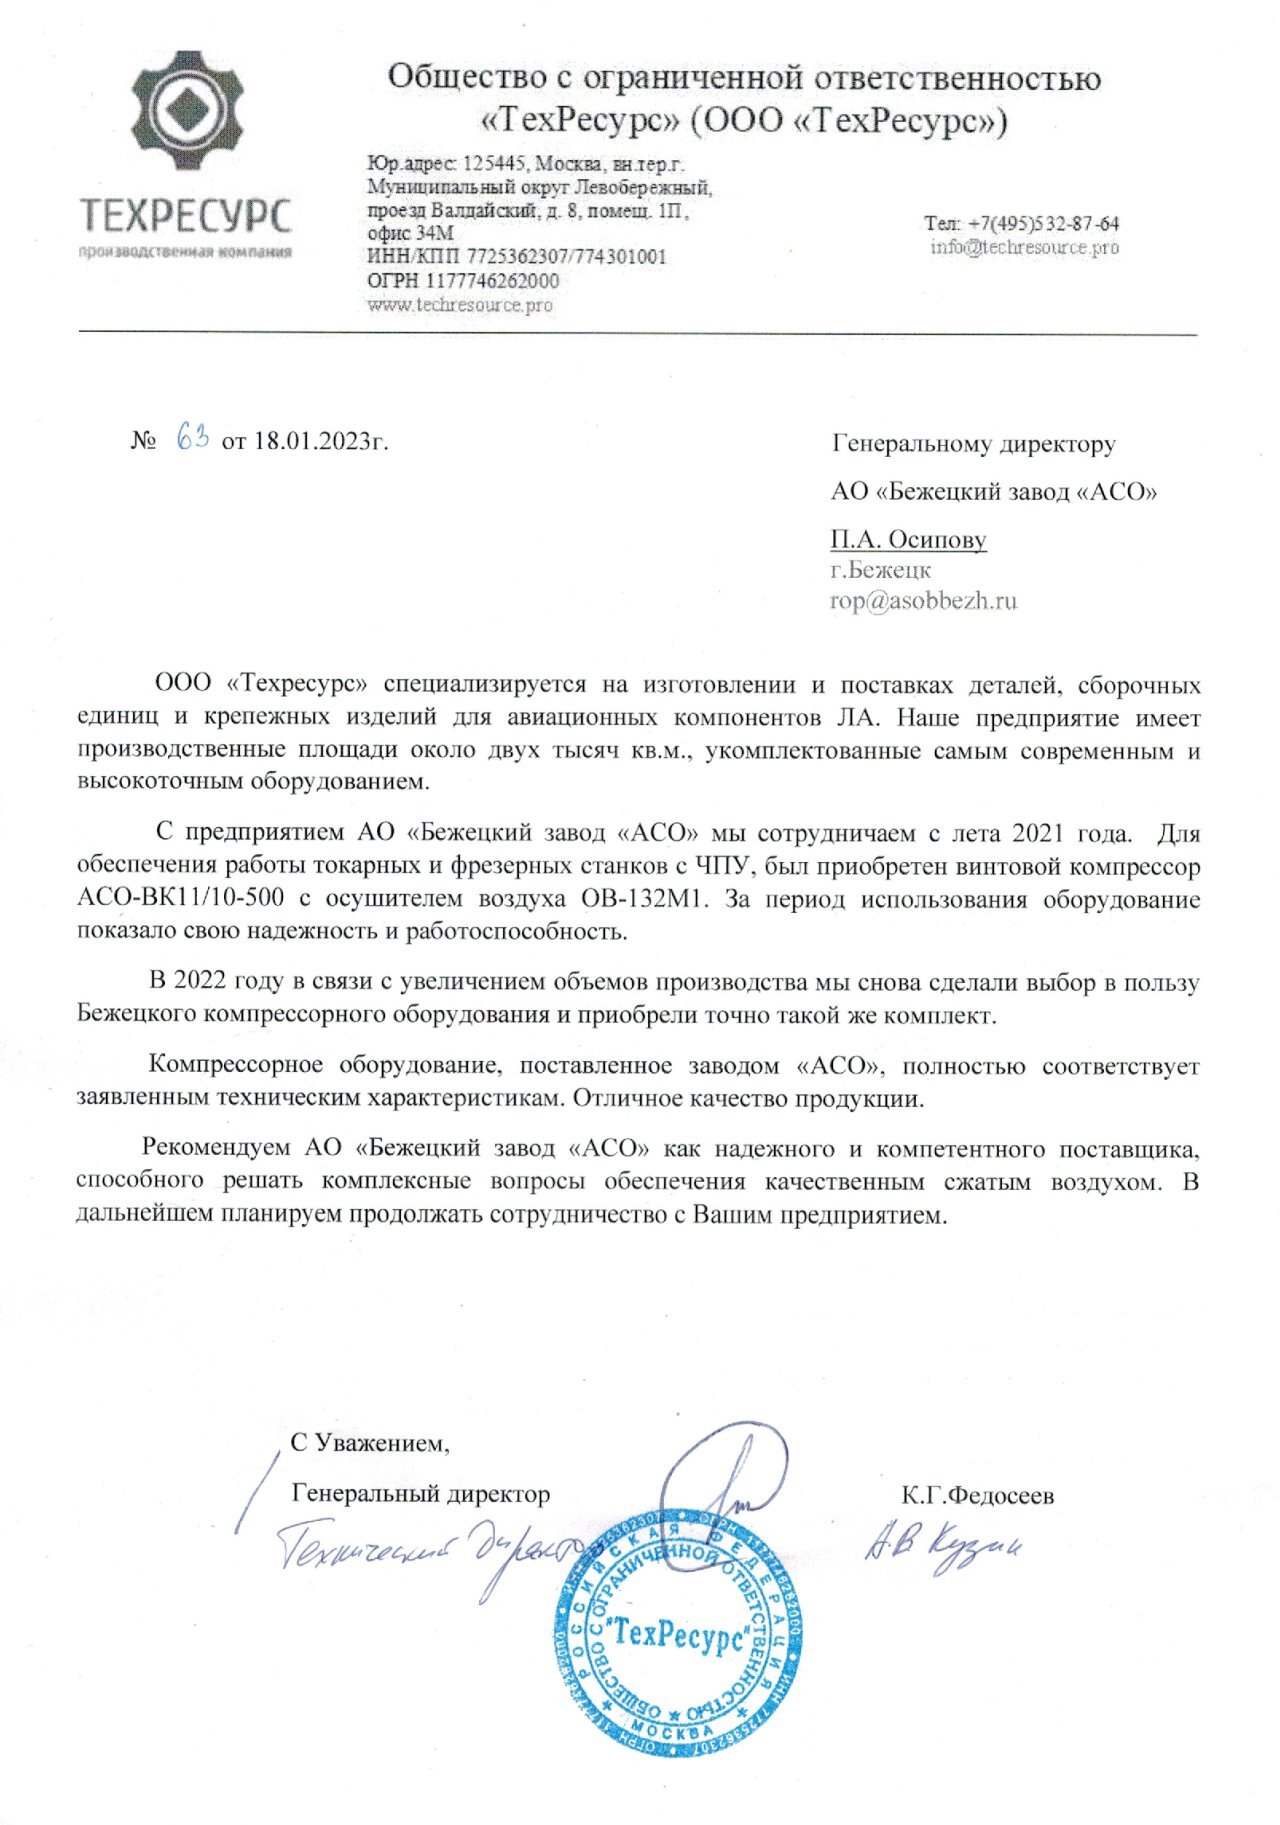 ТЕХРЕСУРС
производственная компания
Общество с ограниченной ответственностью
«ТехРесурс» (ООО «ТехРесурс»)
Юр.адрес: 125445, Москва, вн.тер.г.
Муниципальный округ Левобережный,
проезд Валдайский, д. 8, помещ. 1П,
офис 34М
ИНН/КПП 7725362307/774301001
ОГРН 1177746262000
www.techresource.pro
Тел: +7(495)532-87-64
info@techresource.pro
№ 63 от 18.01.2023г.
Генеральному директору
АО «Бежецкий завод «АСО»
П.А. Осипову
г.Бежецк
rop@asobbezh.ru
ООО «Техресурс» специализируется на изготовлении и поставках деталей, сборочных
единиц и крепежных изделий для авиационных компонентов ЛА. Наше предприятие имеет
производственные площади около двух тысяч кв.м., укомплектованные самым современным и
высокоточным оборудованием.
С предприятием АО «Бежецкий завод «АСО» мы сотрудничаем с лета 2021 года. Для
обеспечения работы токарных и фрезерных станков с ЧПУ, был приобретен винтовой компрессор
АСО-ВК11/10-500 с осушителем воздуха ОВ-132М1. За период использования оборудование
показало свою надежность и работоспособность.
В 2022 году в связи с увеличением объемов производства мы снова сделали выбор в пользу
Бежецкого компрессорного оборудования и приобрели точно такой же комплект.
Компрессорное оборудование, поставленное заводом «АСО», полностью соответствует
заявленным техническим характеристикам. Отличное качество продукции.
Рекомендуем АО «Бежецкий завод «АСО» как надежного и компетентного поставщика,
способного решать комплексные вопросы обеспечения качественным сжатым воздухом. В
дальнейшем планируем продолжать сотрудничество с Вашим предприятием.
С Уважением,
Генеральный директор
К.Г.Федосеев
Технический директор
А.В Кузин
РОССИЙСКАЯ ФЕДЕРАЦИЯ
ОБЩЕСТВО С ОГРАНИЧЕННОЙ ОТВЕТСТВЕННОСТЬЮ
"ТехРесурс"
МОСКВА
ИНН 7725362307